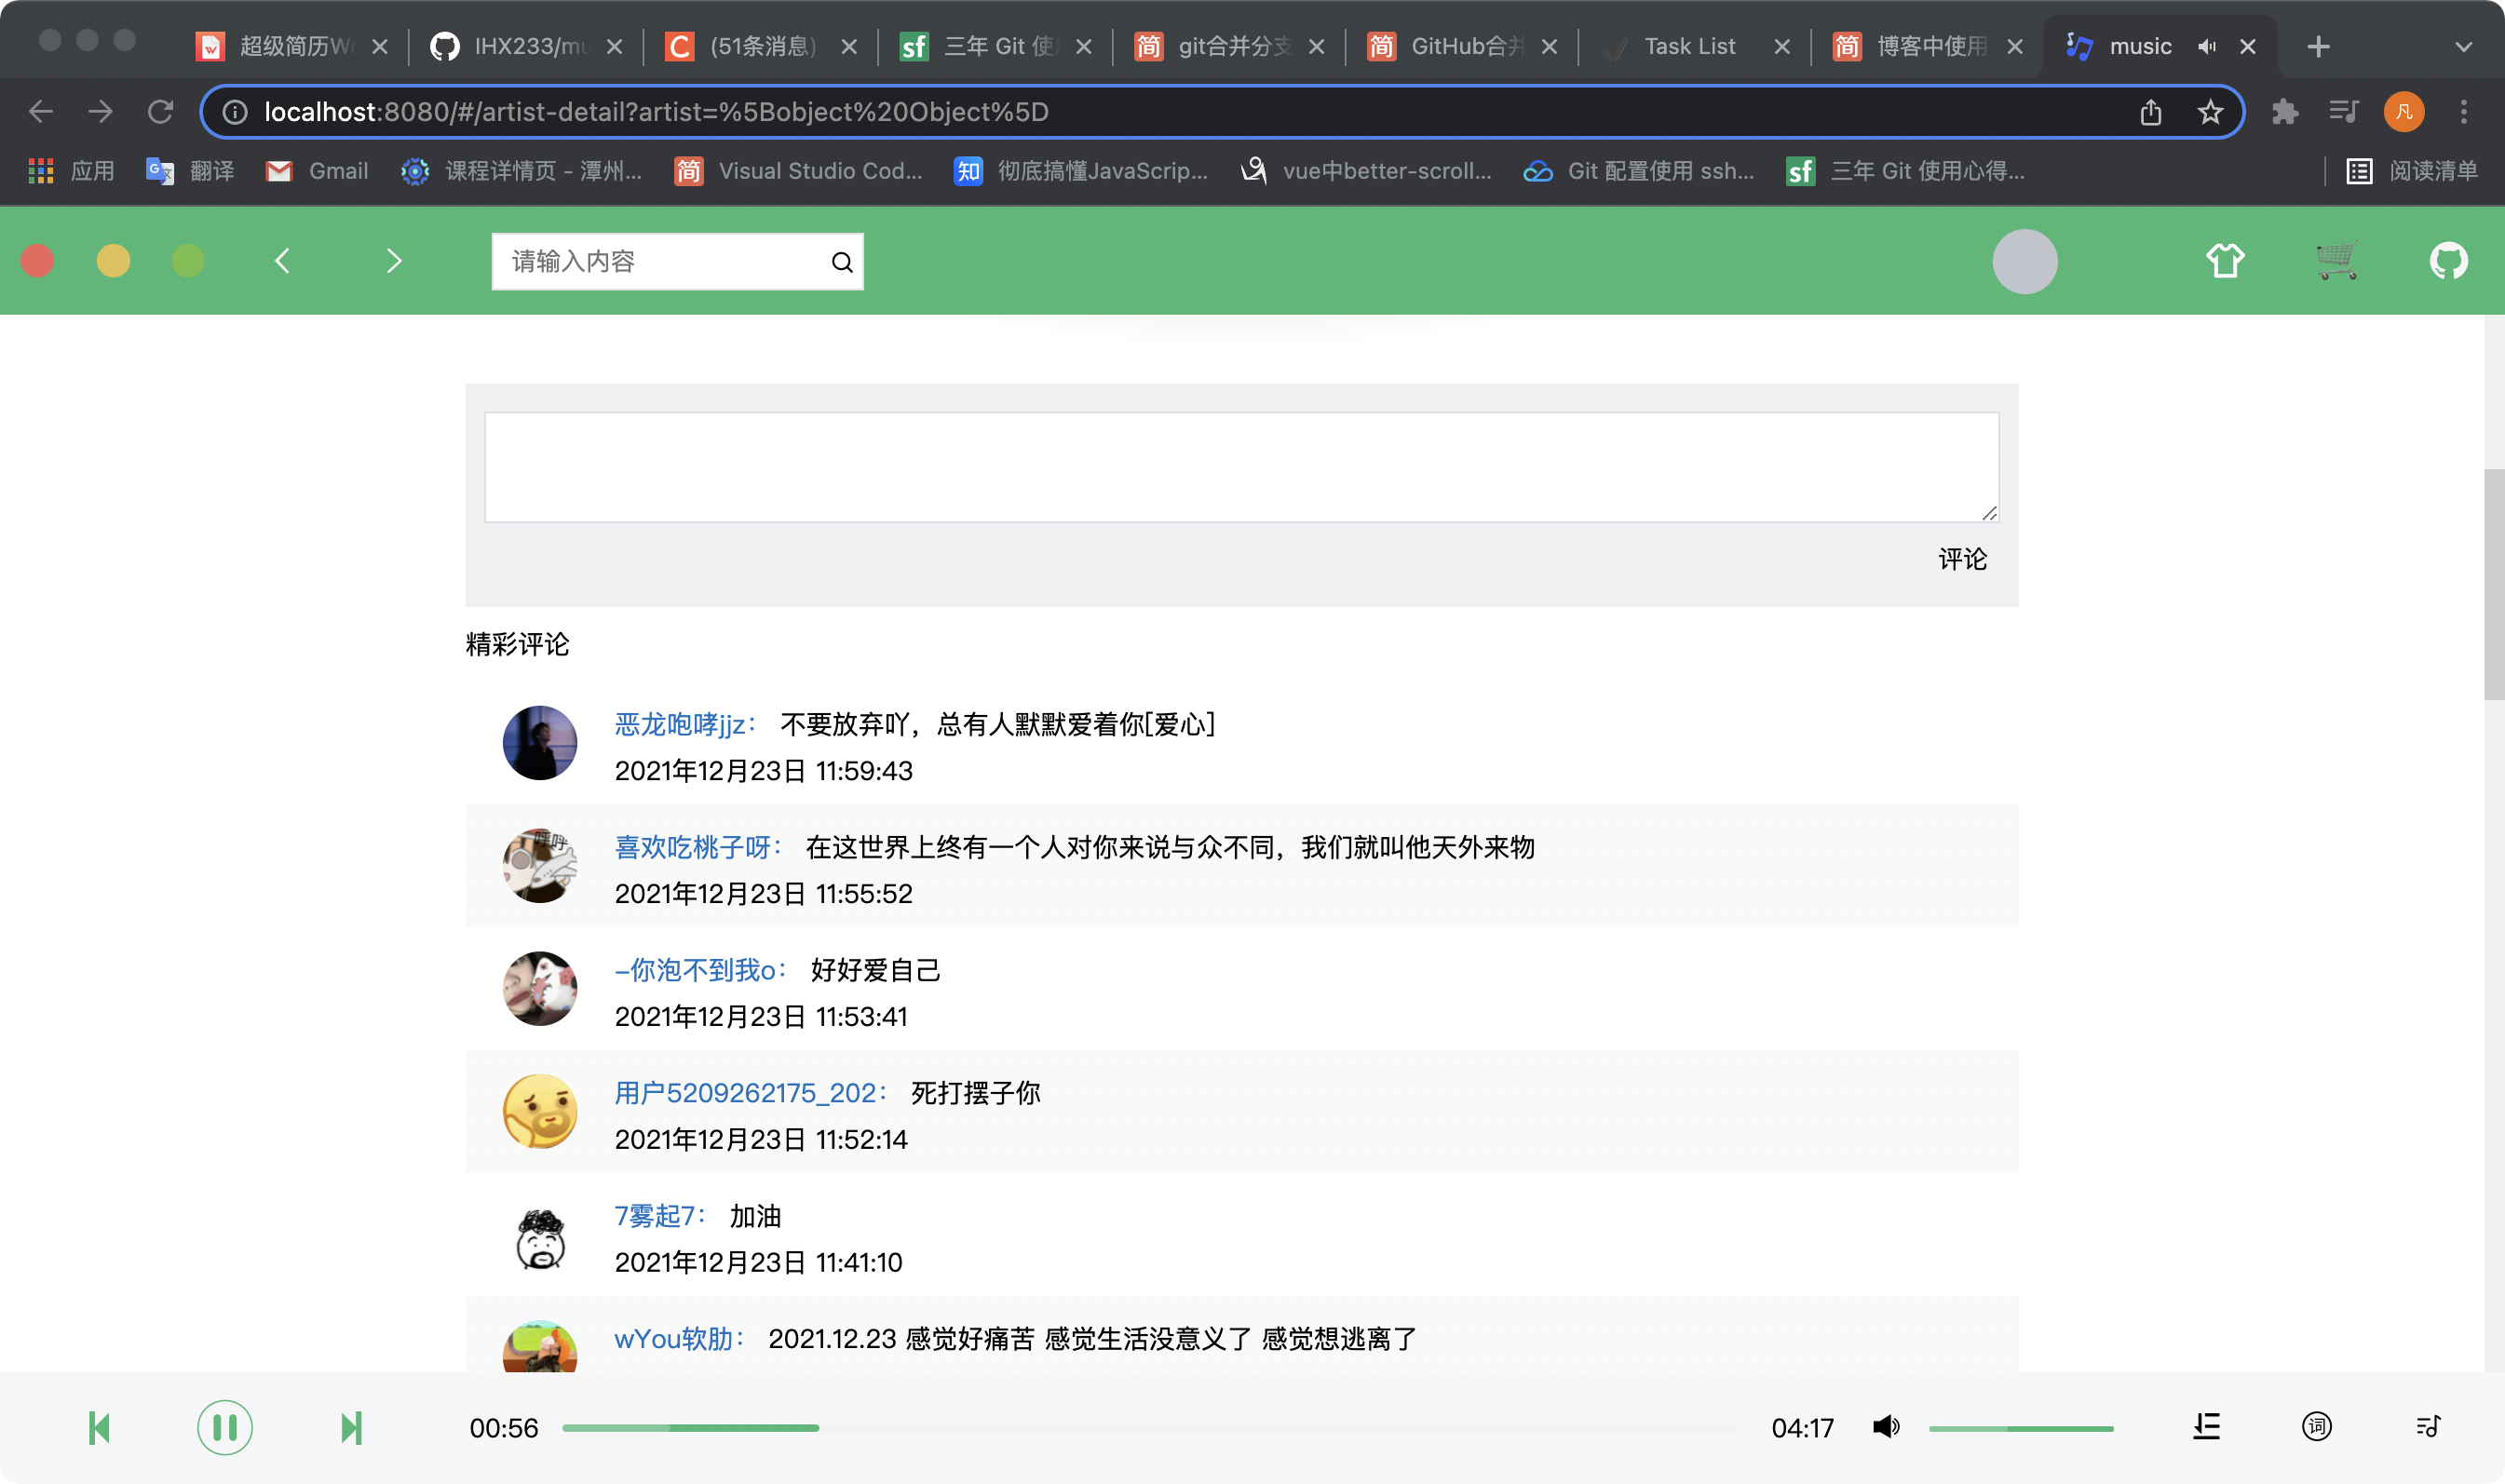 超级简历Wo
IHX233/mu
(51条消息)
三年 Git 使
git合并分支
GitHub合并
Task List
博客中使用
music
localhost:8080/#/artist-detail?artist=%5Bobject%20Object%5D
凡
应用
翻译
Gmail
课程详情页 - 潭州...
Visual Studio Cod...
彻底搞懂JavaScrip...
vue中better-scroll...
Git 配置使用 ssh...
三年 Git 使用心得...
阅读清单
请输入内容
评论
精彩评论
恶龙咆哮jjz： 不要放弃吖，总有人默默爱着你[爱心]
2021年12月23日 11:59:43
喜欢吃桃子呀： 在这世界上终有一个人对你来说与众不同，我们就叫他天外来物
2021年12月23日 11:55:52
–你泡不到我o： 好好爱自己
2021年12月23日 11:53:41
用户5209262175_202： 死打摆子你
2021年12月23日 11:52:14
7雾起7： 加油
2021年12月23日 11:41:10
wYou软肋： 2021.12.23 感觉好痛苦 感觉生活没意义了 感觉想逃离了
00:56
04:17
词